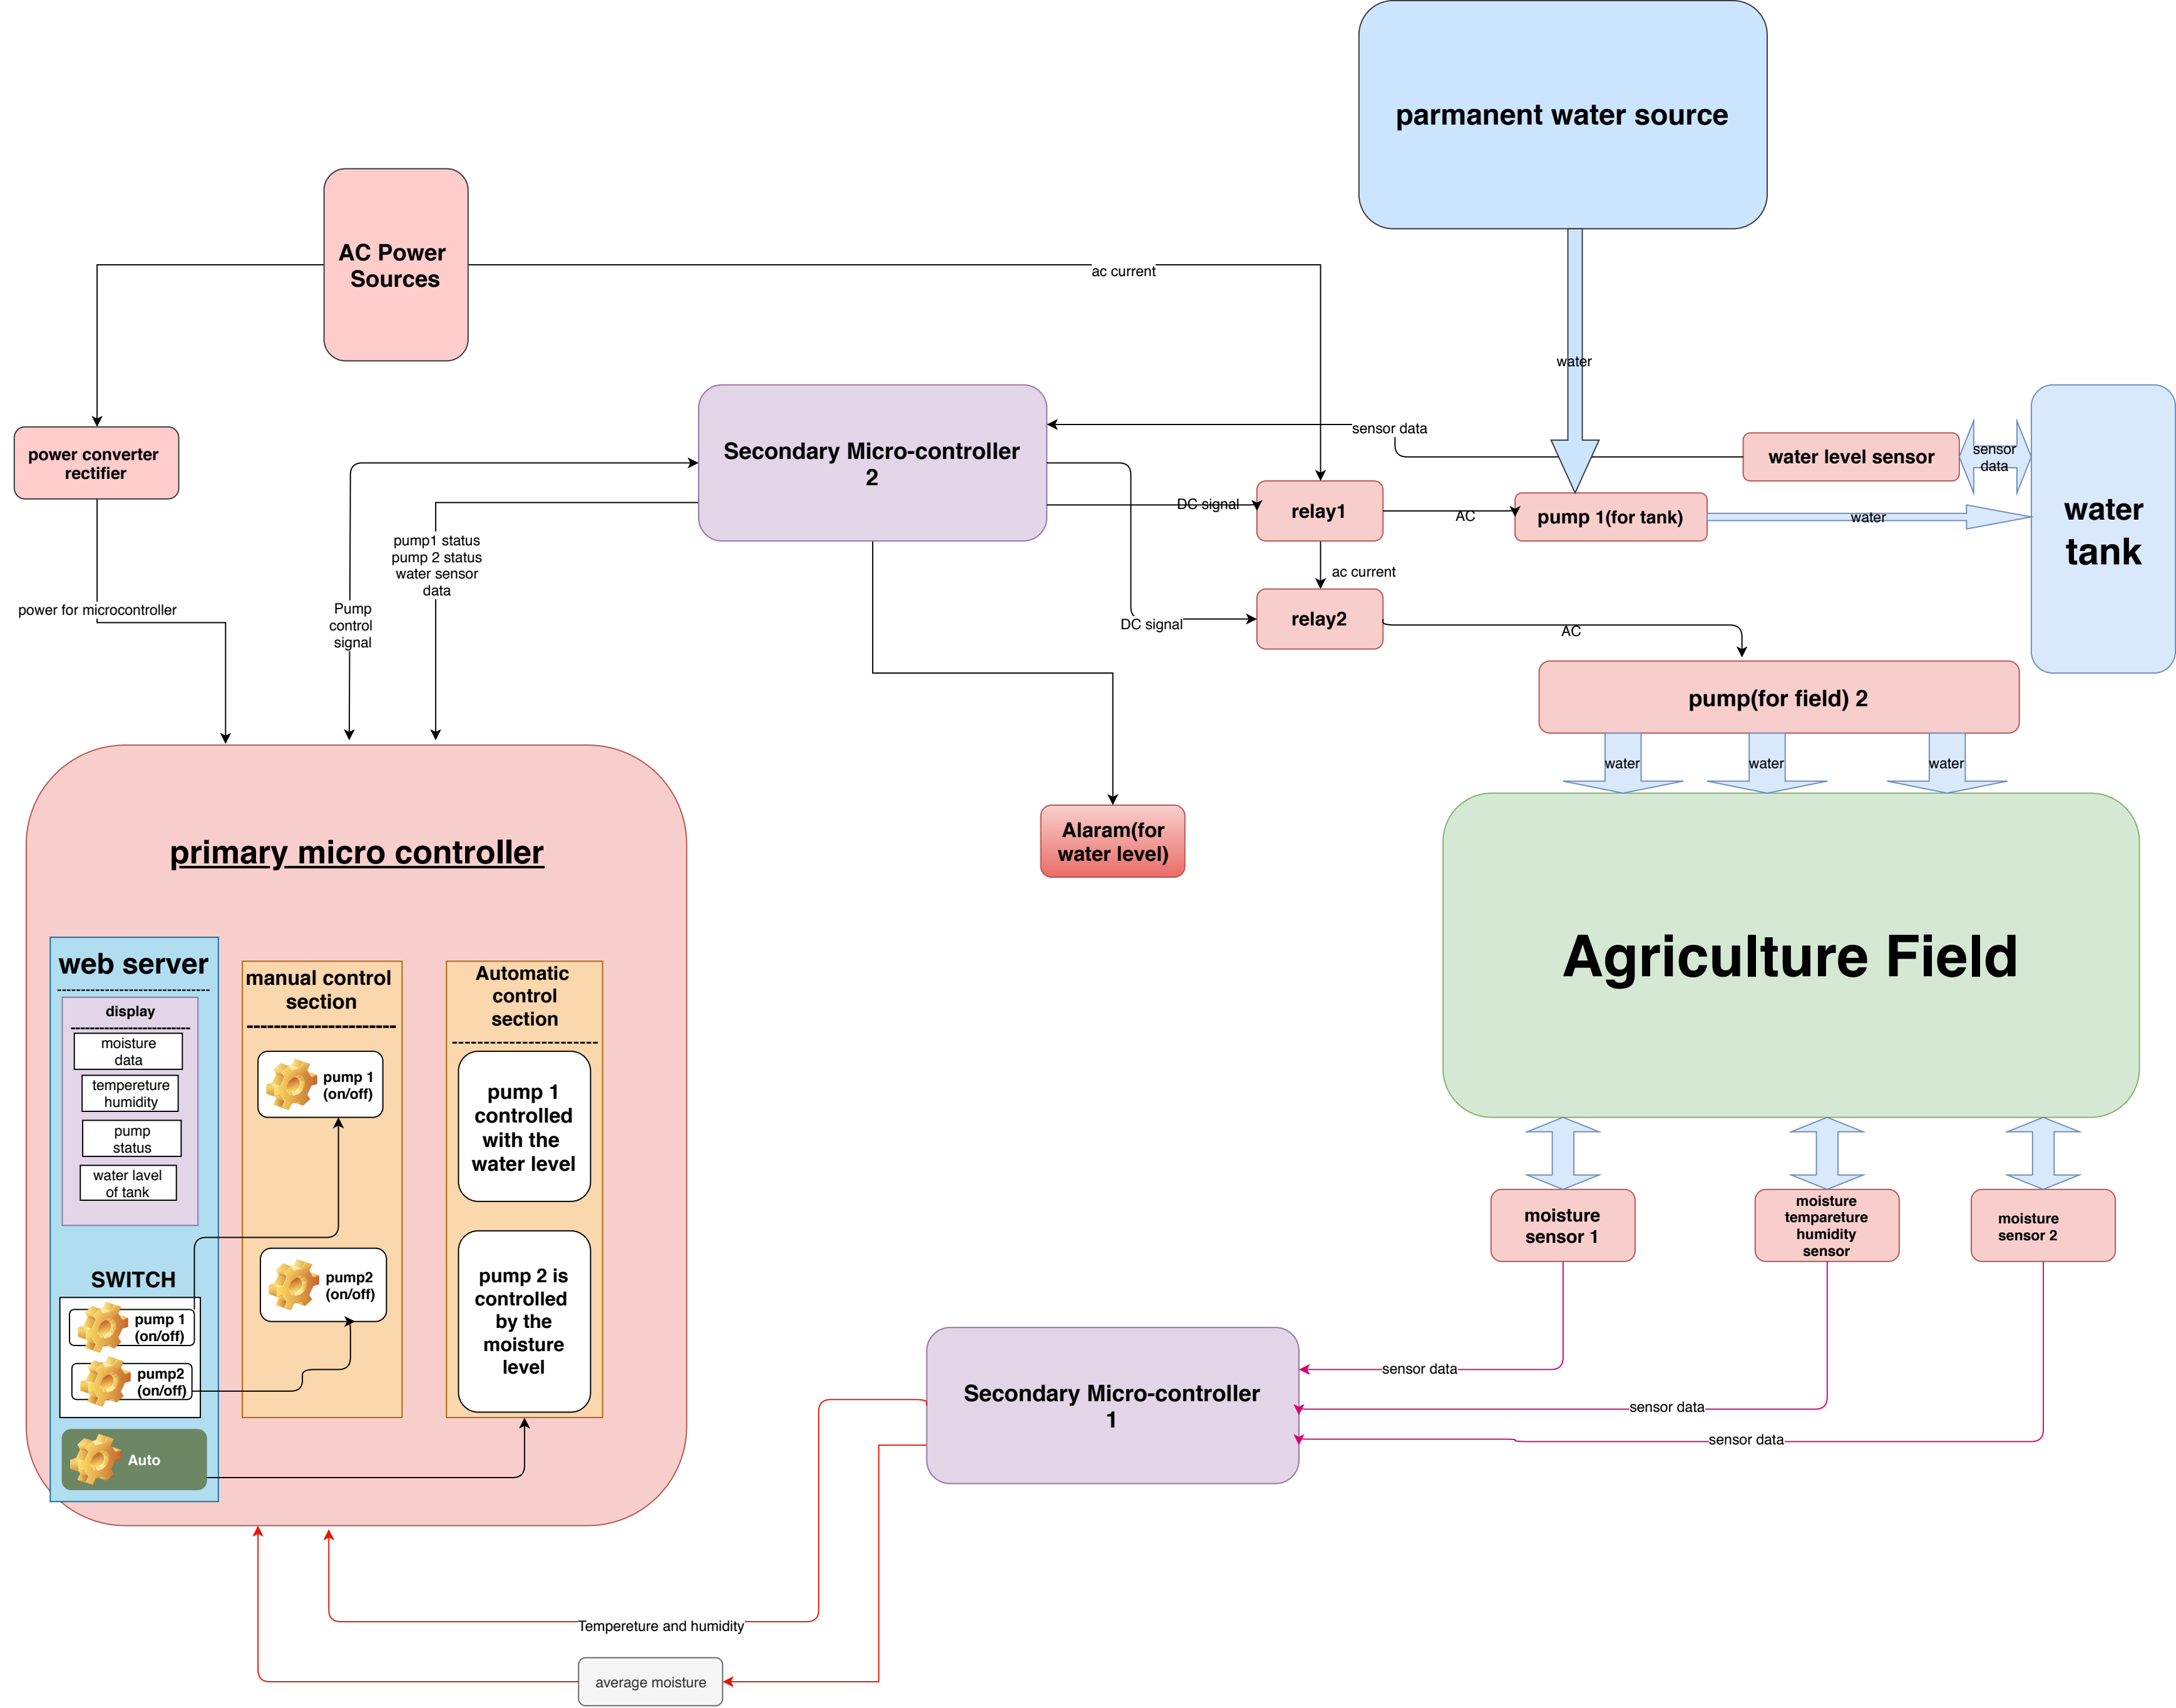 parmanent water source
AC Power
Sources
ac current
water
power converter
rectifier
Secondary Micro-controller
2
sensor data
water level sensor
sensor
data
water
tank
DC signal
relay1
AC
pump 1(for tank)
water
pump1 status
pump 2 status
water sensor
data
ac current
power for microcontroller
Pump
control
signal
DC signal
relay2
AC
pump(for field) 2
water
water
water
Alaram(for
water level)
primary micro controller
Agriculture Field
web server
display
moisture
data
tempereture
humidity
pump
status
water lavel
of tank
SWITCH
pump 1
(on/off)
pump2
(on/off)
Auto
manual control
section
pump 1
(on/off)
pump2
(on/off)
Automatic
control
section
pump 1
controlled
with the
water level
pump 2 is
controlled
by the
moisture
level
moisture
sensor 1
moisture
tempareture
humidity
sensor
moisture
sensor 2
sensor data
sensor data
sensor data
Secondary Micro-controller
1
Tempereture and humidity
average moisture